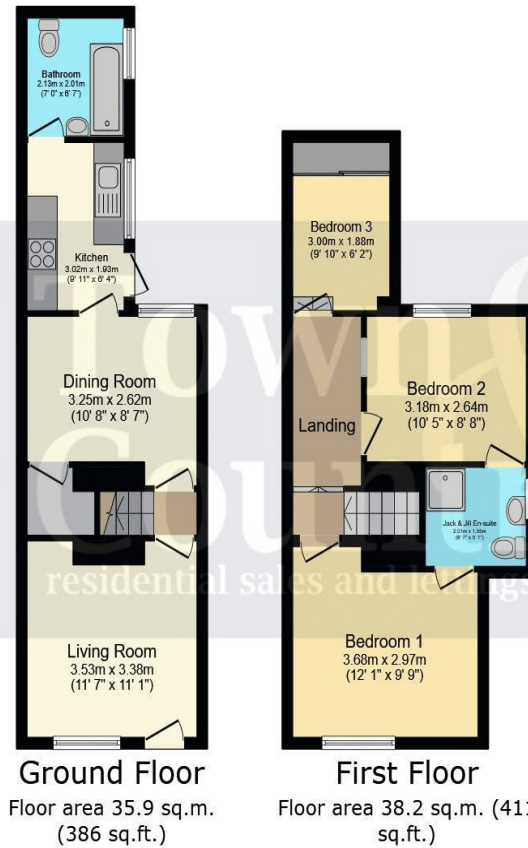 Bathroom
2.13m x 2.01m
(7' 0" x 6' 7")
Kitchen
3.02m x 1.93m
(9' 11" x 6' 4")
Dining Room
3.25m x 2.62m
(10' 8" x 8' 7")
Living Room
3.53m x 3.38m
(11' 7" x 11' 1")
Ground Floor
Floor area 35.9 sq.m.
(386 sq.ft.)
Bedroom 3
3.00m x 1.88m
(9' 10" x 6' 2")
Landing
Bedroom 2
3.18m x 2.64m
(10' 5" x 8' 8")
Jack & Jill En-suite
Bedroom 1
3.68m x 2.97m
(12' 1" x 9' 9")
First Floor
Floor area 38.2 sq.m. (411
sq.ft.)
Town
Coun
residential sales and lettings